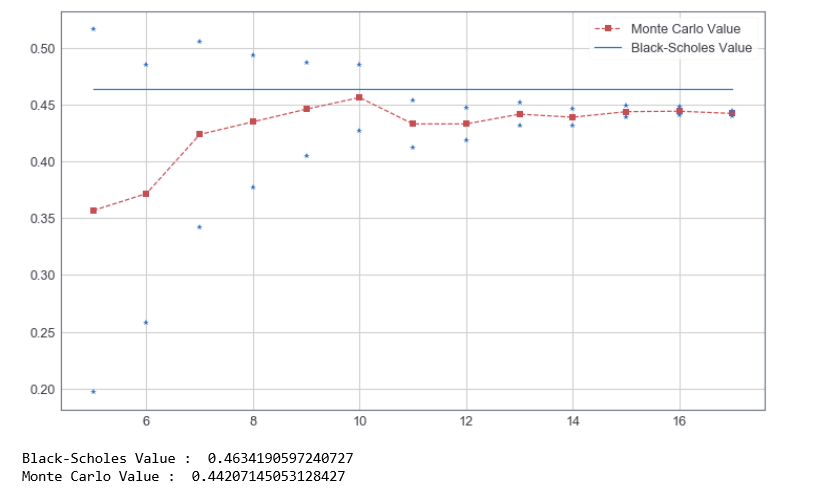 0.50
0.45
0.40
0.35
0.30
0.25
0.20
Monte Carlo Value
Black-Scholes Value
6 8 10 12 14 16
Black-Scholes Value :  0.4634190597240727
Monte Carlo Value :  0.44207145053128427